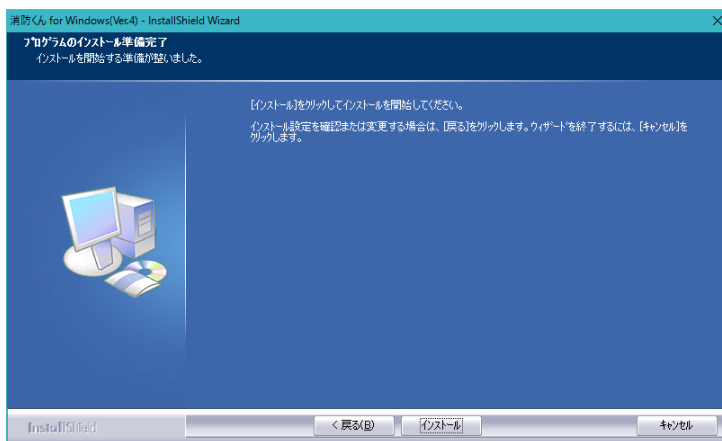 消防くん for Windows(Ver.4) - InstallShield Wizard
ﾌﾟﾛｸﾞﾗﾑのｲﾝｽﾄｰﾙ準備完了
ｲﾝｽﾄｰﾙを開始する準備が整いました。
[ｲﾝｽﾄｰﾙ]をｸﾘｯｸしてｲﾝｽﾄｰﾙを開始してください。
ｲﾝｽﾄｰﾙ設定を確認または変更する場合は、[戻る]をｸﾘｯｸします。ｳｨｻﾞｰﾄﾞを終了するには、[ｷｬﾝｾﾙ]を
ｸﾘｯｸします。
InstallShield
< 戻る(B)
ｲﾝｽﾄｰﾙ
ｷｬﾝｾﾙ